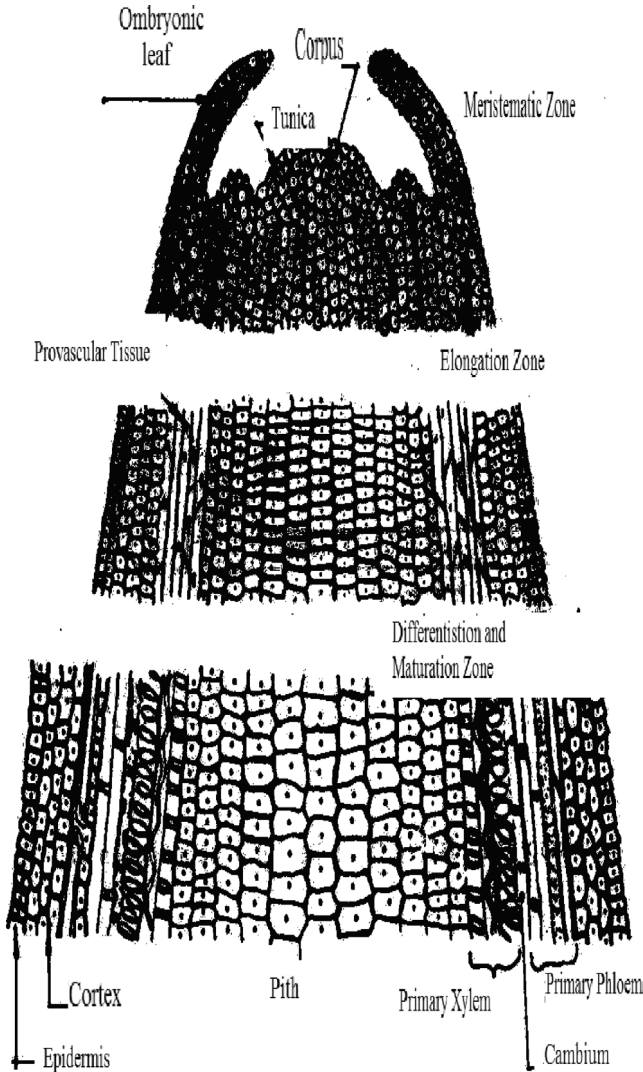 Ombryonic
leaf
Corpus
Meristematic Zone
Tunica
Provascular Tissue
Elongation Zone
Differentistion and
Maturation Zone
Cortex
Pith
Primary Xylem
Primary Phloem
Epidermis
Cambium